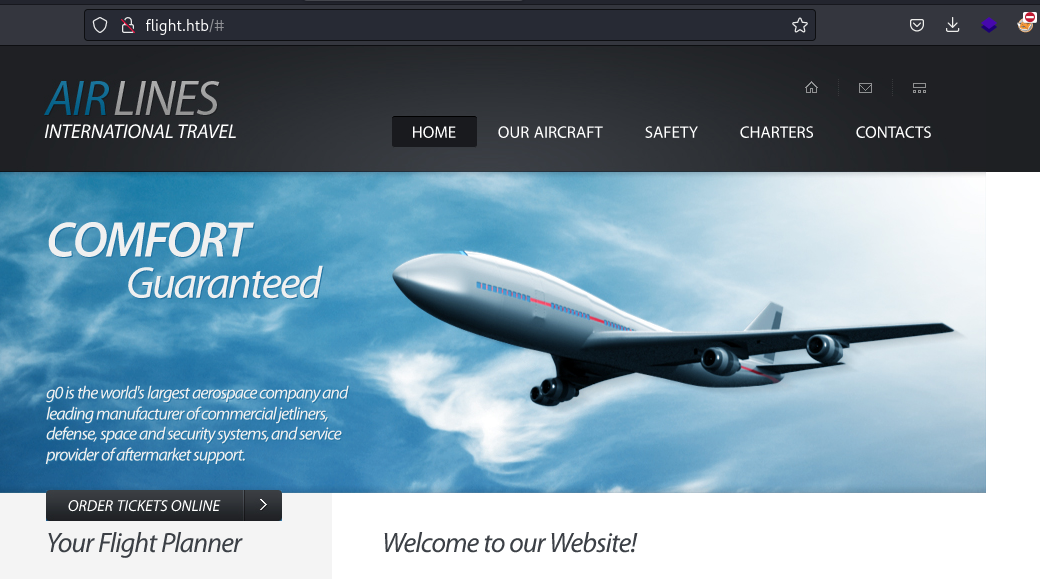 flight.htb/#
AIR LINES
INTERNATIONAL TRAVEL
HOME OUR AIRCRAFT SAFETY CHARTERS CONTACTS
COMFORT
Guaranteed
g0 is the world's largest aerospace company and
leading manufacturer of commercial jetliners,
defense, space and security systems, and service
provider of aftermarket support.
ORDER TICKETS ONLINE
Your Flight Planner
Welcome to our Website!